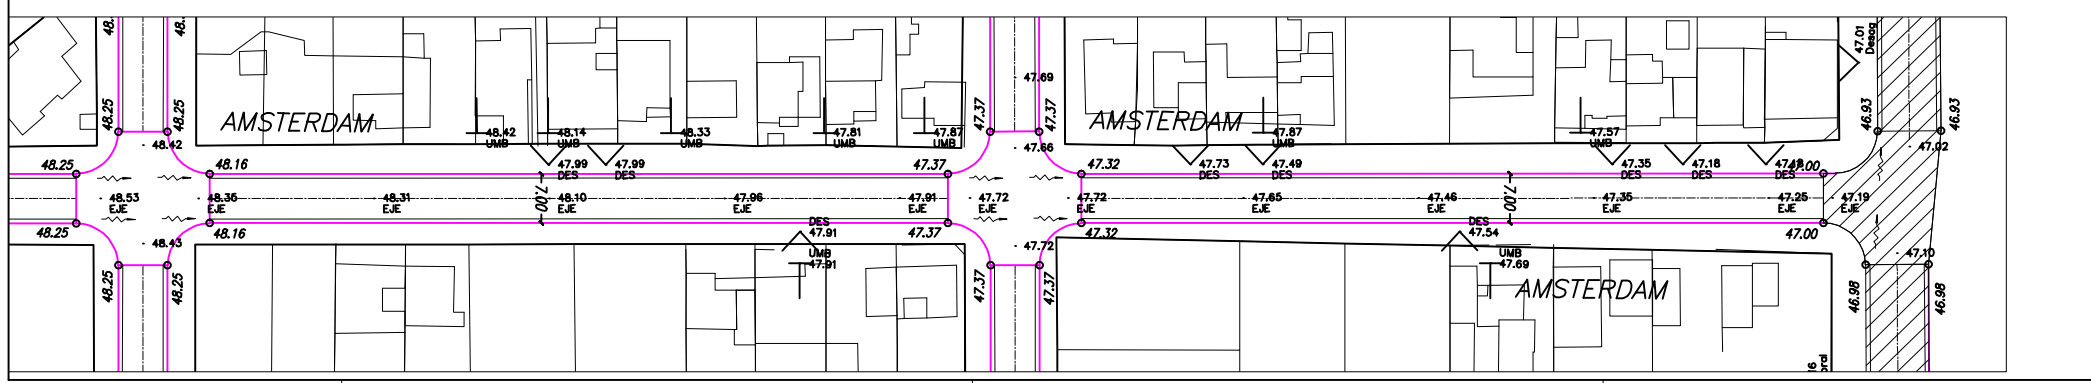 48.25
48.25
48.25
48.42
48.16
48.53
EJE
48.35
EJE
48.25
48.16
48.43
48.25
48.25
AMSTERDAM
48.42
UMB
48.14
UMB
48.33
UMB
47.81
UMB
47.87
UMB
47.99
DES
47.99
DES
7.00
48.31
EJE
48.10
EJE
47.96
EJE
47.91
EJE
DES
47.91
UMB
47.91
47.37
47.69
47.37
47.37
47.66
47.32
47.72
EJE
47.72
EJE
47.37
47.32
47.72
47.37
47.37
AMSTERDAM
47.87
UMB
47.57
UMB
47.73
DES
47.49
DES
47.35
DES
47.18
DES
DES
47.00
7.00
47.65
EJE
47.46
EJE
47.35
EJE
47.25
EJE
47.19
EJE
DES
47.54
UMB
47.69
AMSTERDAM
47.00
47.01
Desag
46.93
46.93
47.02
47.10
46.98
46.98